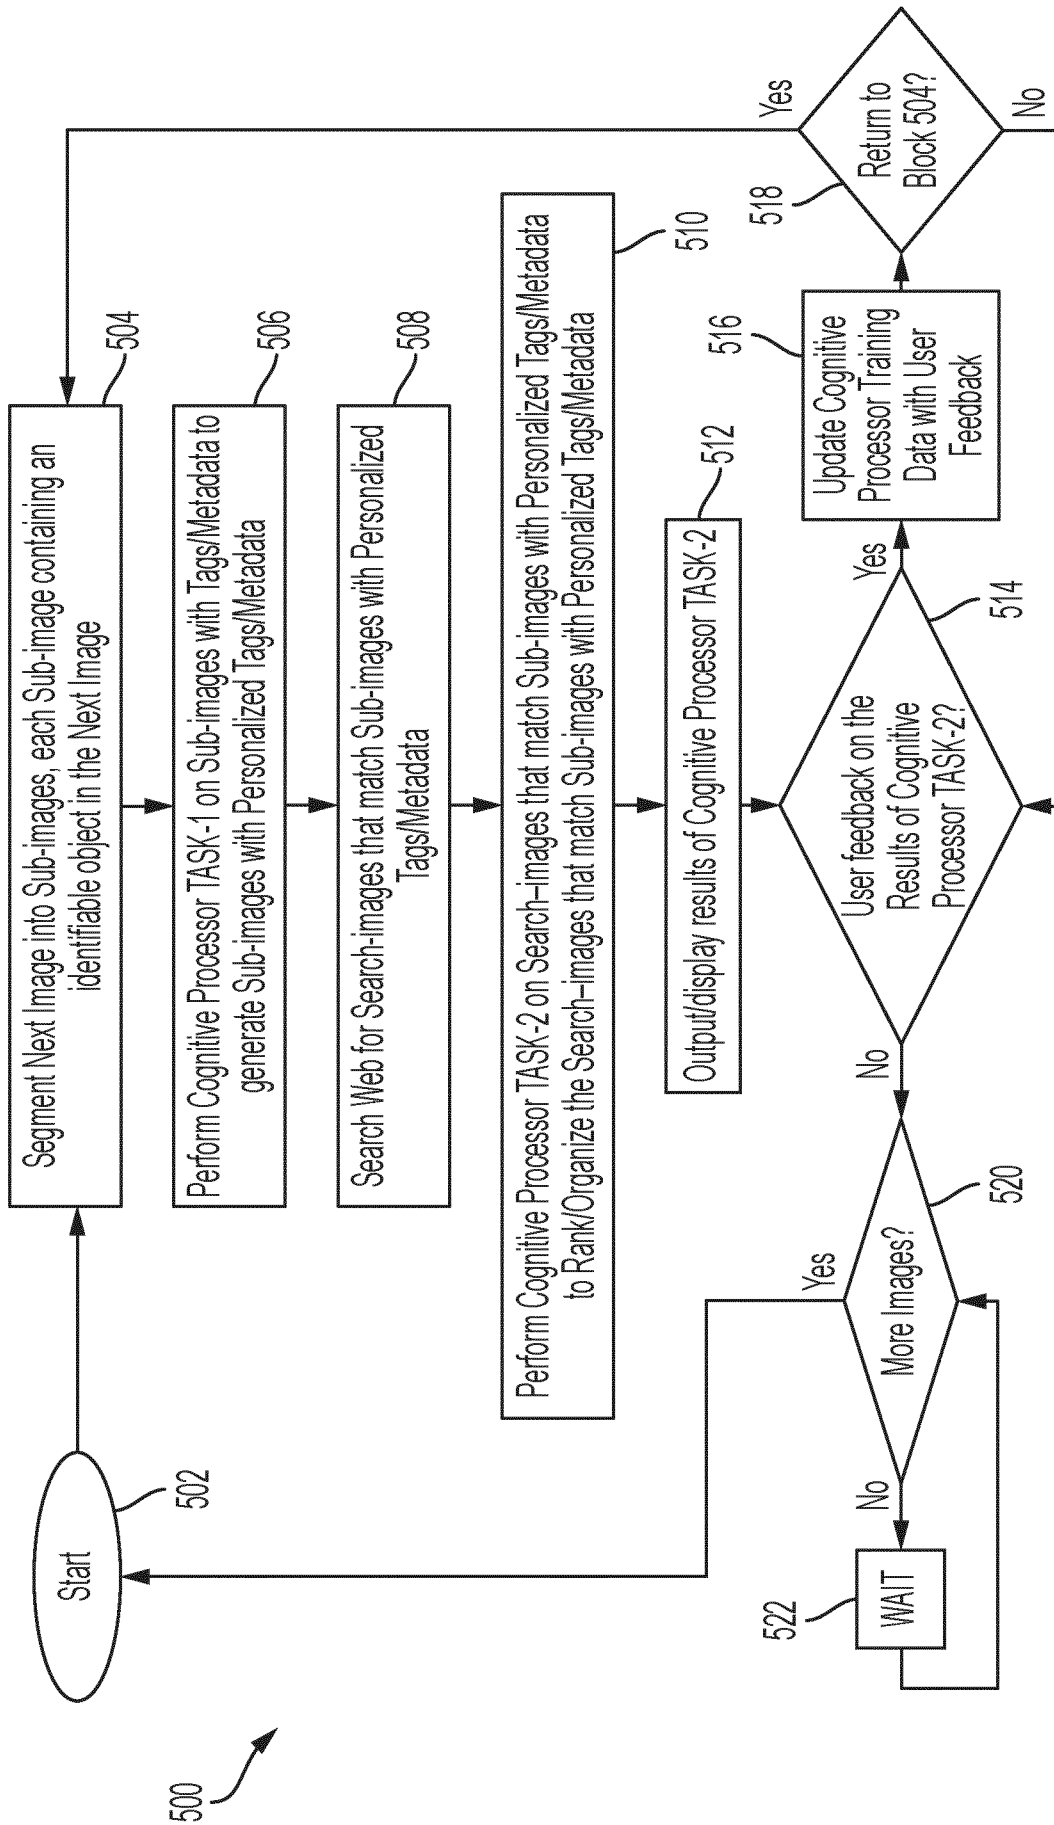 500
Start
502
Segment Next Image into Sub-images, each Sub-image containing an
identifiable object in the Next Image
504
Perform Cognitive Processor TASK-1 on Sub-images with Tags/Metadata to
generate Sub-images with Personalized Tags/Metadata
506
Search Web for Search-images that match Sub-images with Personalized
Tags/Metadata
508
Perform Cognitive Processor TASK-2 on Search–images that match Sub-images with Personalized Tags/Metadata
to Rank/Organize the Search–images that match Sub-images with Personalized Tags/Metadata
510
Output/display results of Cognitive Processor TASK-2
512
User feedback on the
Results of Cognitive
Processor TASK-2?
514
Yes
No
Update Cognitive
Processor Training
Data with User
Feedback
516
Return to
Block 504?
518
Yes
No
More Images?
520
Yes
No
WAIT
522